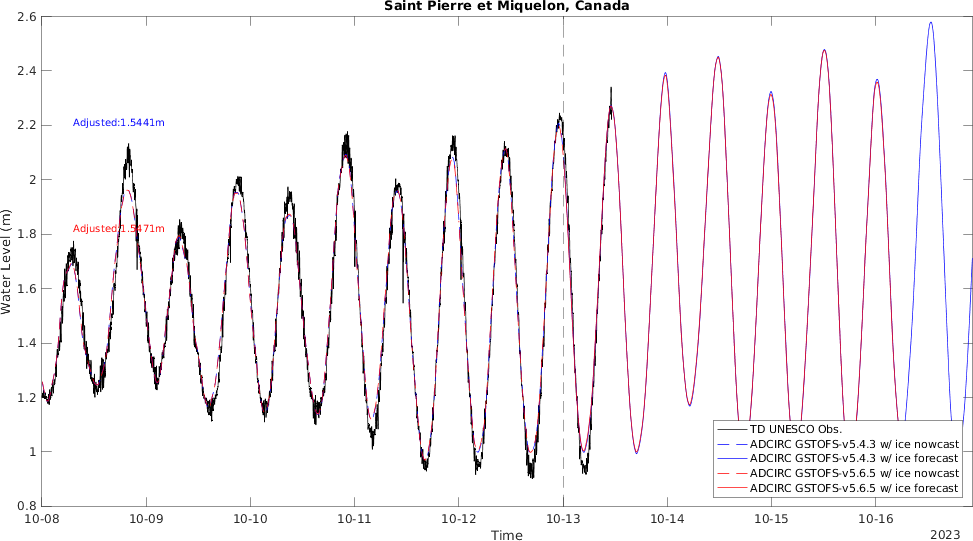 Saint Pierre et Miquelon, Canada
2.6
2.4
2.2
2
1.8
1.6
1.4
1.2
1
0.8
Water Level (m)
Adjusted:1.5441m
Adjusted:1.5471m
TD UNESCO Obs.
ADCIRC GSTOFS-v5.4.3 w/ ice nowcast
ADCIRC GSTOFS-v5.4.3 w/ ice forecast
ADCIRC GSTOFS-v5.6.5 w/ ice nowcast
ADCIRC GSTOFS-v5.6.5 w/ ice forecast
10-08 10-09 10-10 10-11 10-12 10-13 10-14 10-15 10-16
Time
2023